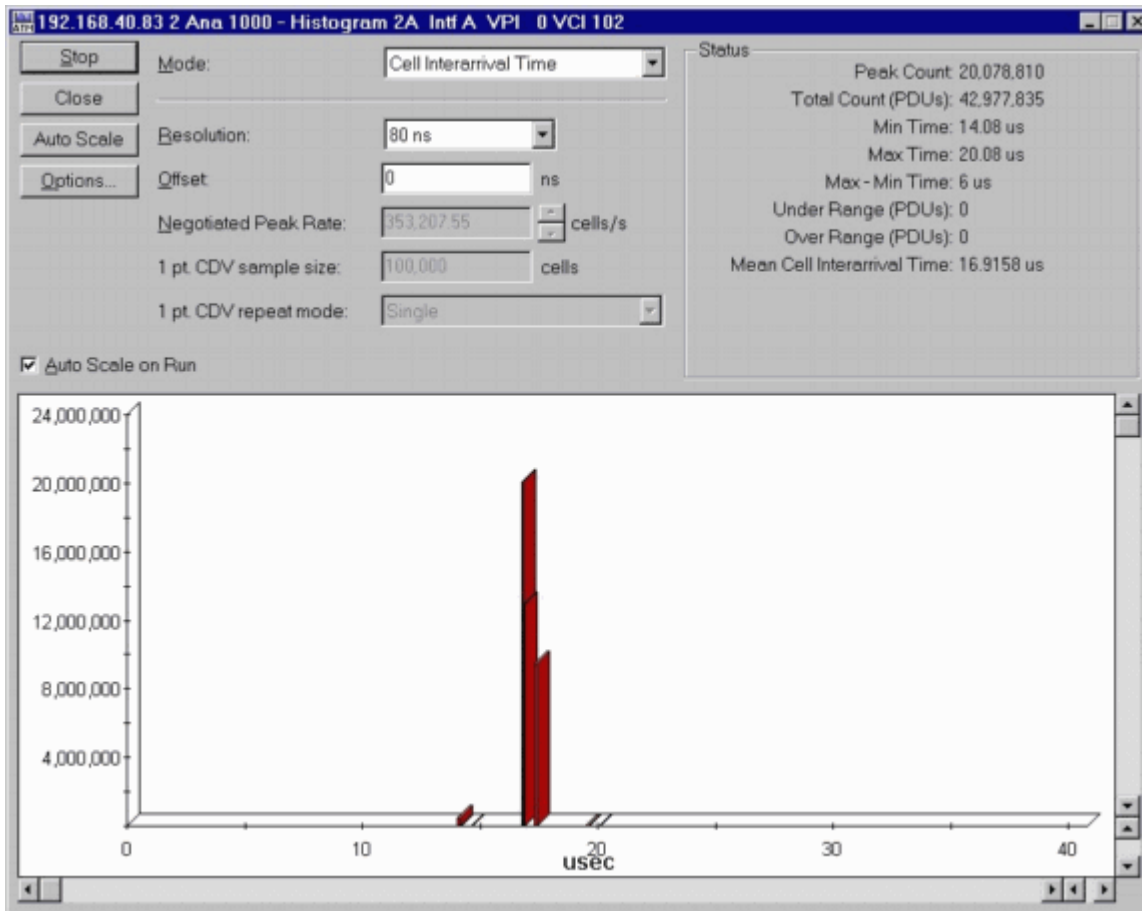 192.168.40.83 2 Ana 1000 - Histogram 2A Intf A VPI 0 VCI 102
Stop
Close
Auto Scale
Options...
Mode: Cell Interarrival Time
Resolution: 80 ns
Offset: 0 ns
Negotiated Peak Rate: 353,207.55 cells/s
1 pt. CDV sample size: 100,000 cells
1 pt. CDV repeat mode: Single
Auto Scale on Run
Status
Peak Count: 20,078,810
Total Count (PDUs): 42,977,835
Min Time: 14.08 us
Max Time: 20.08 us
Max - Min Time: 6 us
Under Range (PDUs): 0
Over Range (PDUs): 0
Mean Cell Interarrival Time: 16.9158 us
24,000,000
20,000,000
16,000,000
12,000,000
8,000,000
4,000,000
0 10 20 30 40
usec